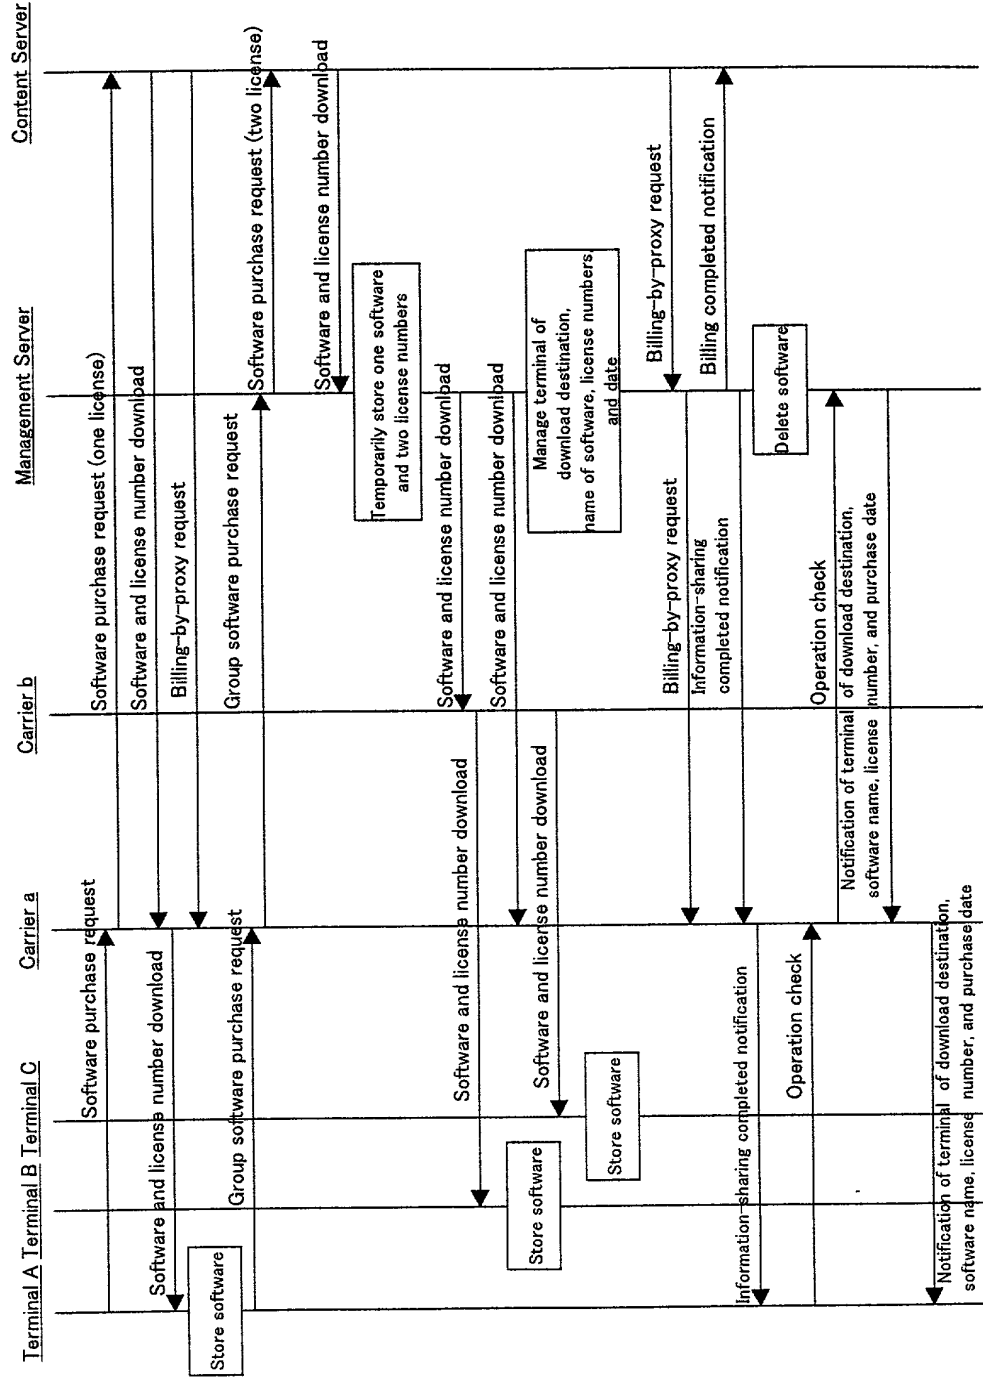 Terminal A Terminal B Terminal C
Carrier a
Carrier b
Management Server
Content Server
Software purchase request
Software purchase request (one license)
Software and license number download
Software and license number download
Billing-by-proxy request
Store software
Group software purchase request
Group software purchase request
Software purchase request (two license)
Software and license number download
Temporarily store one software
and two license numbers
Software and license number download
Software and license number download
Software and license number download
Store software
Software and license number download
Store software
Manage terminal of
download destination,
name of software, license numbers
and date
Billing-by-proxy request
Billing-by-proxy request
Billing completed notification
Information-sharing
completed notification
Information-sharing completed notification
Delete software
Operation check
Operation check
Notification of terminal of download destination,
software name, license number, and purchase date
Notification of terminal of download destination,
software name, license number, and purchase date